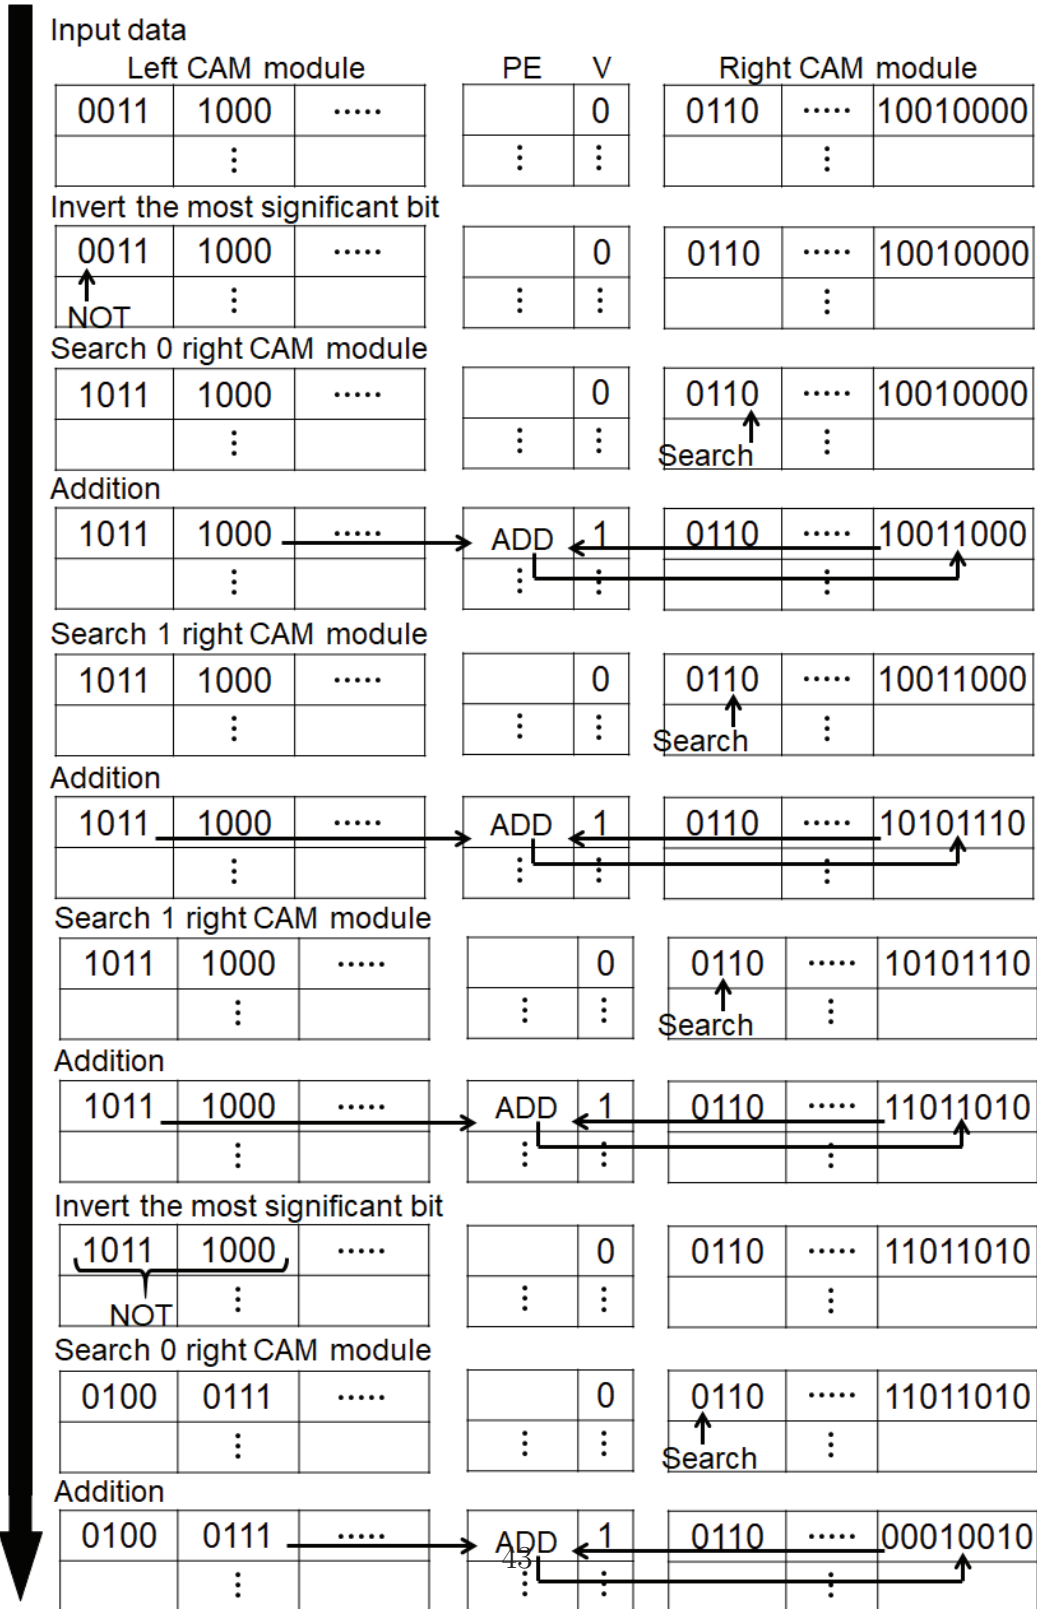 Input data
Left CAM module PE V Right CAM module
0011 1000 ..... 0 0110 ..... 10010000
Invert the most significant bit
0011 1000 ..... 0 0110 ..... 10010000
NOT
Search 0 right CAM module
1011 1000 ..... 0 0110 ..... 10010000
Search
Addition
1011 1000 ..... ADD 1 0110 ..... 10011000
Search 1 right CAM module
1011 1000 ..... 0 0110 ..... 10011000
Search
Addition
1011 1000 ..... ADD 1 0110 ..... 10101110
Search 1 right CAM module
1011 1000 ..... 0 0110 ..... 10101110
Search
Addition
1011 1000 ..... ADD 1 0110 ..... 11011010
Invert the most significant bit
1011 1000 ..... 0 0110 ..... 11011010
NOT
Search 0 right CAM module
0100 0111 ..... 0 0110 ..... 11011010
Search
Addition
0100 0111 ..... ADD 1 0110 ..... 00010010
43